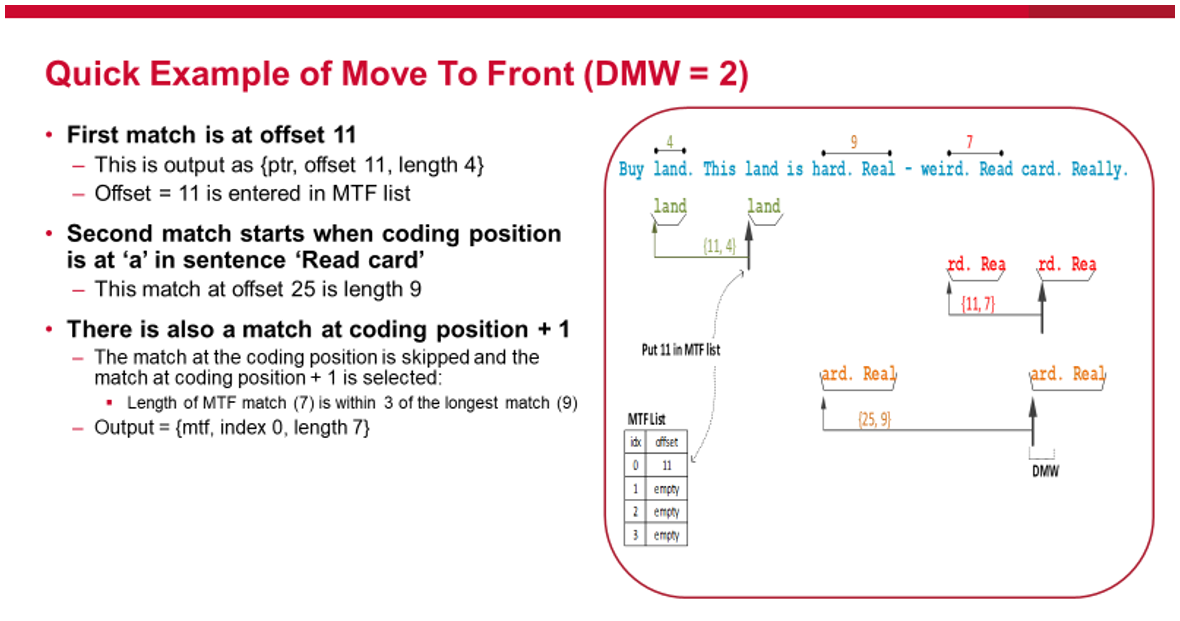 Quick Example of Move To Front (DMW = 2)
• First match is at offset 11
– This is output as {ptr, offset 11, length 4}
– Offset = 11 is entered in MTF list
• Second match starts when coding position
is at ‘a’ in sentence ‘Read card’
– This match at offset 25 is length 9
• There is also a match at coding position + 1
– The match at the coding position is skipped and the
match at coding position + 1 is selected:
▪ Length of MTF match (7) is within 3 of the longest match (9)
– Output = {mtf, index 0, length 7}
4 9 7
Buy land. This land is hard. Real - weird. Read card. Really.
land land
{11, 4}
rd. Rea rd. Rea
{11, 7}
Put 11 in MTF list
ard. Real ard. Real
{25, 9}
DMW
MTF List
idx offset
0 11
1 empty
2 empty
3 empty